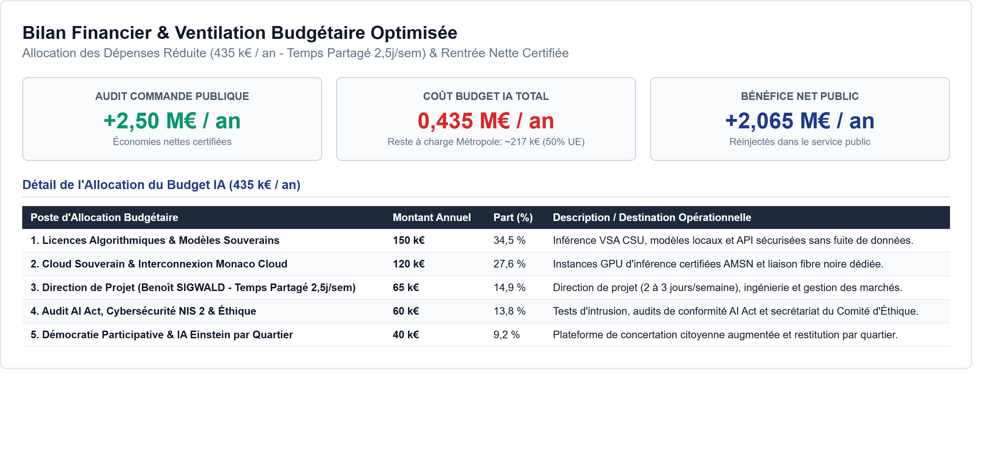 Bilan Financier & Ventilation Budgétaire Optimisée
Allocation des Dépenses Réduite (435 k€ / an - Temps Partagé 2,5j/sem) & Rentrée Nette Certifiée
AUDIT COMMANDE PUBLIQUE
+2,50 M€ / an
Économies nettes certifiées
COÛT BUDGET IA TOTAL
0,435 M€ / an
Reste à charge Métropole: ~217 k€ (50% UE)
BÉNÉFICE NET PUBLIC
+2,065 M€ / an
Réinjectés dans le service public
Détail de l'Allocation du Budget IA (435 k€ / an)
Poste d'Allocation Budgétaire Montant Annuel Part (%) Description / Destination Opérationnelle
1. Licences Algorithmiques & Modèles Souverains 150 k€ 34,5 % Inférence VSA CSU, modèles locaux et API sécurisées sans fuite de données.
2. Cloud Souverain & Interconnexion Monaco Cloud 120 k€ 27,6 % Instances GPU d'inférence certifiées AMSN et liaison fibre noire dédiée.
3. Direction de Projet (Benoît SIGWALD - Temps Partagé 2,5j/sem) 65 k€ 14,9 % Direction de projet (2 à 3 jours/semaine), ingénierie et gestion des marchés.
4. Audit AI Act, Cybersécurité NIS 2 & Éthique 60 k€ 13,8 % Tests d'intrusion, audits de conformité AI Act et secrétariat du Comité d'Éthique.
5. Démocratie Participative & IA Einstein par Quartier 40 k€ 9,2 % Plateforme de concertation citoyenne augmentée et restitution par quartier.